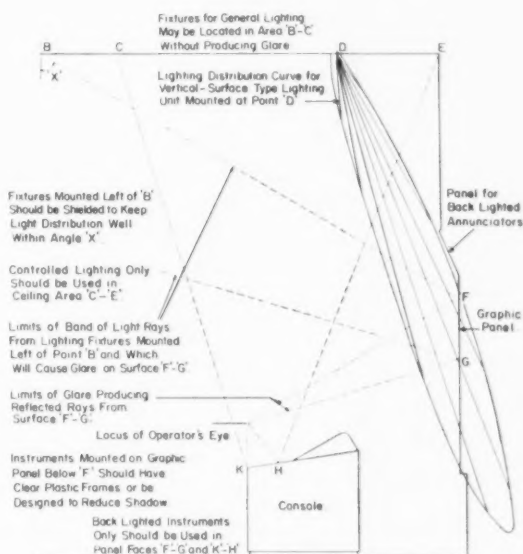 Fixtures for General Lighting
May be Located in Area 'B'-'C'
Without Producing Glare
B
C
D
E
'X'
Lighting Distribution Curve for
Vertical-Surface Type Lighting
Unit Mounted at Point 'D'
Fixtures Mounted Left of 'B'
Should be Shielded to Keep
Light Distribution Well
Within Angle 'X'.
Panel for
Back Lighted
Annunciators
Controlled Lighting Only
Should be Used in
Ceiling Area 'C'-'E'.
F
Graphic
Panel
Limits of Band of Light Rays
From Lighting Fixtures Mounted
Left of Point 'B' and Which
Will Cause Glare on Surface 'F'-'G'
G
Limits of Glare Producing
Reflected Rays From
Surface 'F'-'G'
Locus of Operator's Eye
K
H
Instruments Mounted on Graphic
Panel Below 'F' Should Have
Clear Plastic Frames or be
Designed to Reduce Shadow
Console
Back Lighted Instruments
Only Should be Used in
Panel Faces 'F'-'G' and 'K'-'H'